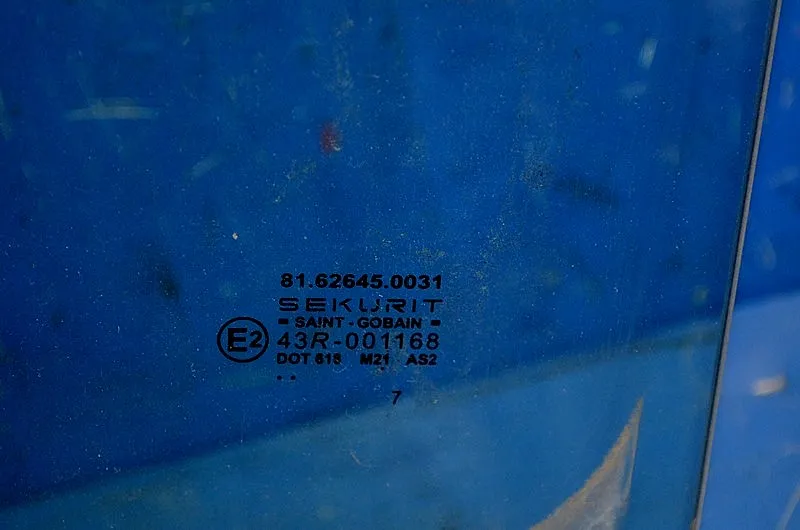 81.62645.0031
SEKURIT
SAINT-GOBAIN
E2
43R-001168
DOT 618 M21 AS2
..
7